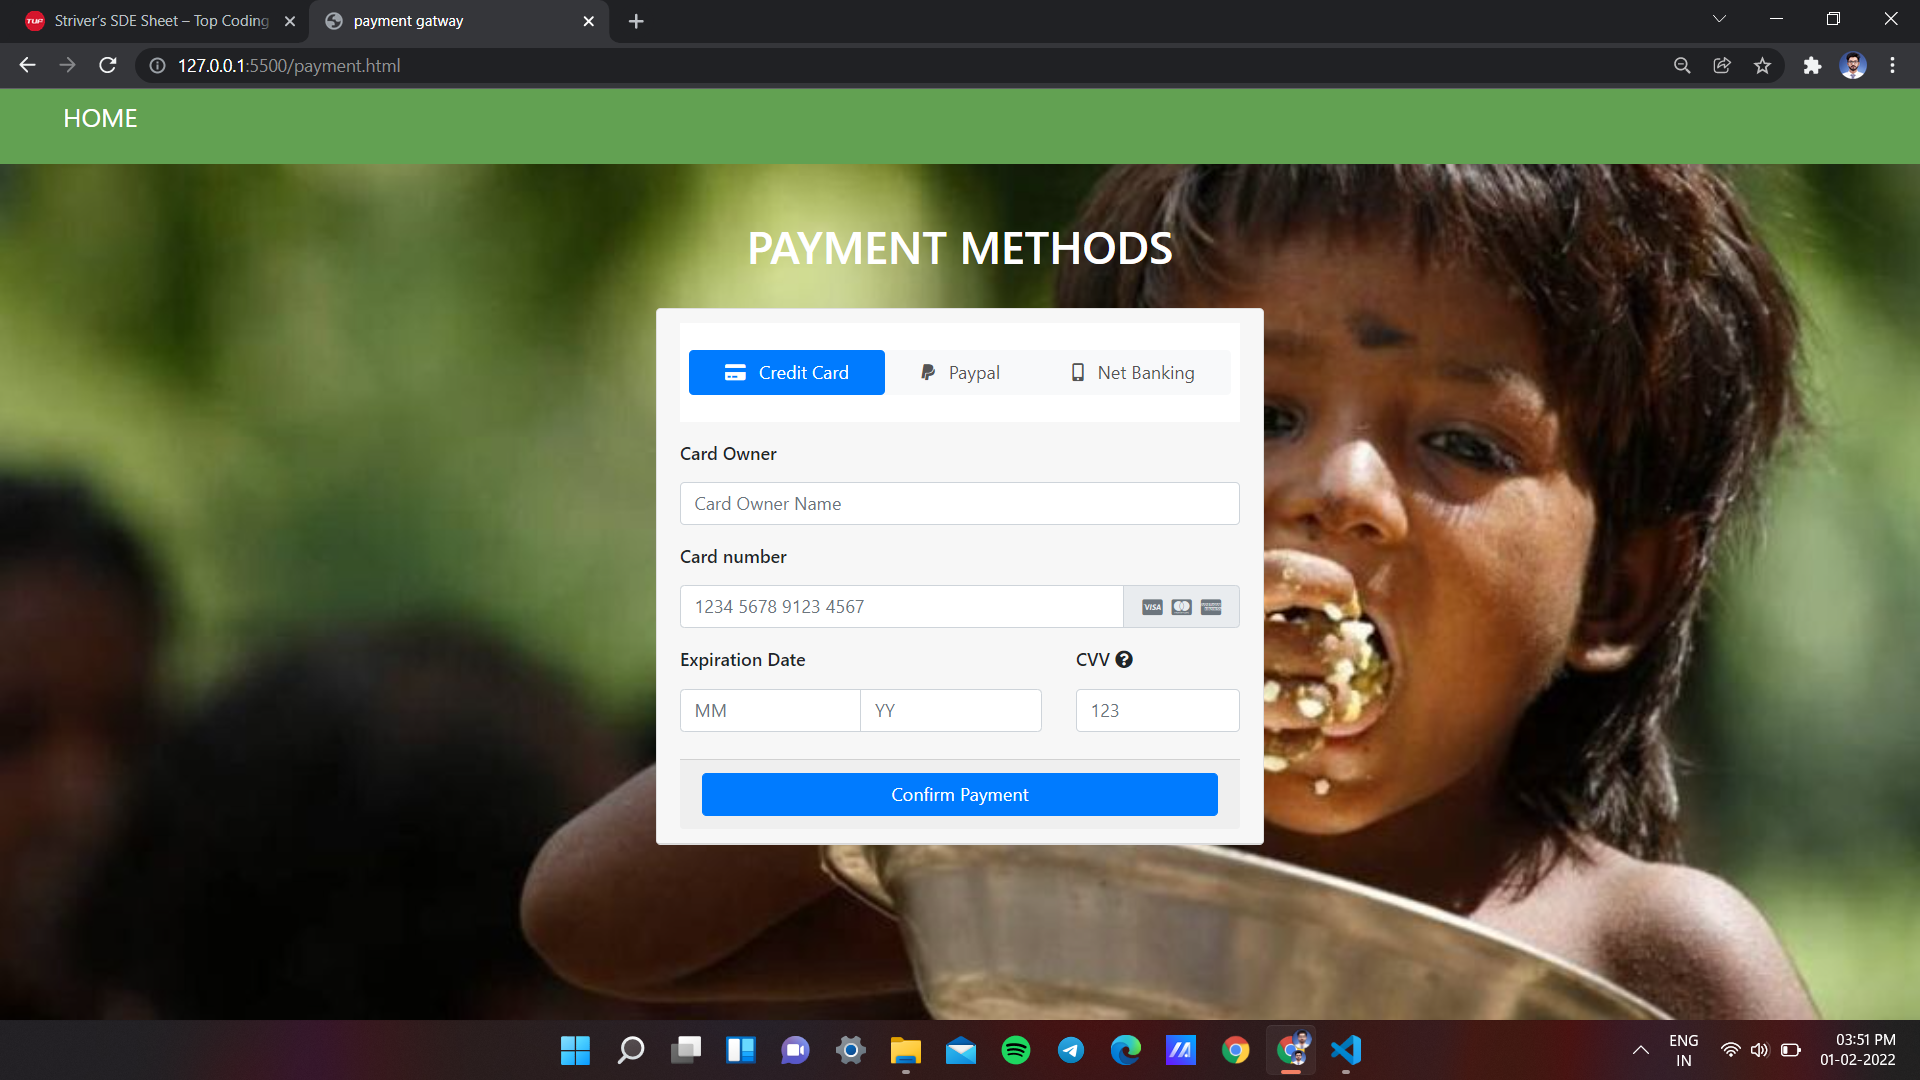 TUF Striver's SDE Sheet – Top Coding
payment gatway
127.0.0.1:5500/payment.html
HOME
PAYMENT METHODS
Credit Card Paypal Net Banking
Card Owner
Card Owner Name
Card number
1234 5678 9123 4567 VISA
Expiration Date CVV
MM YY 123
Confirm Payment
ENG 03:51 PM
IN 01-02-2022